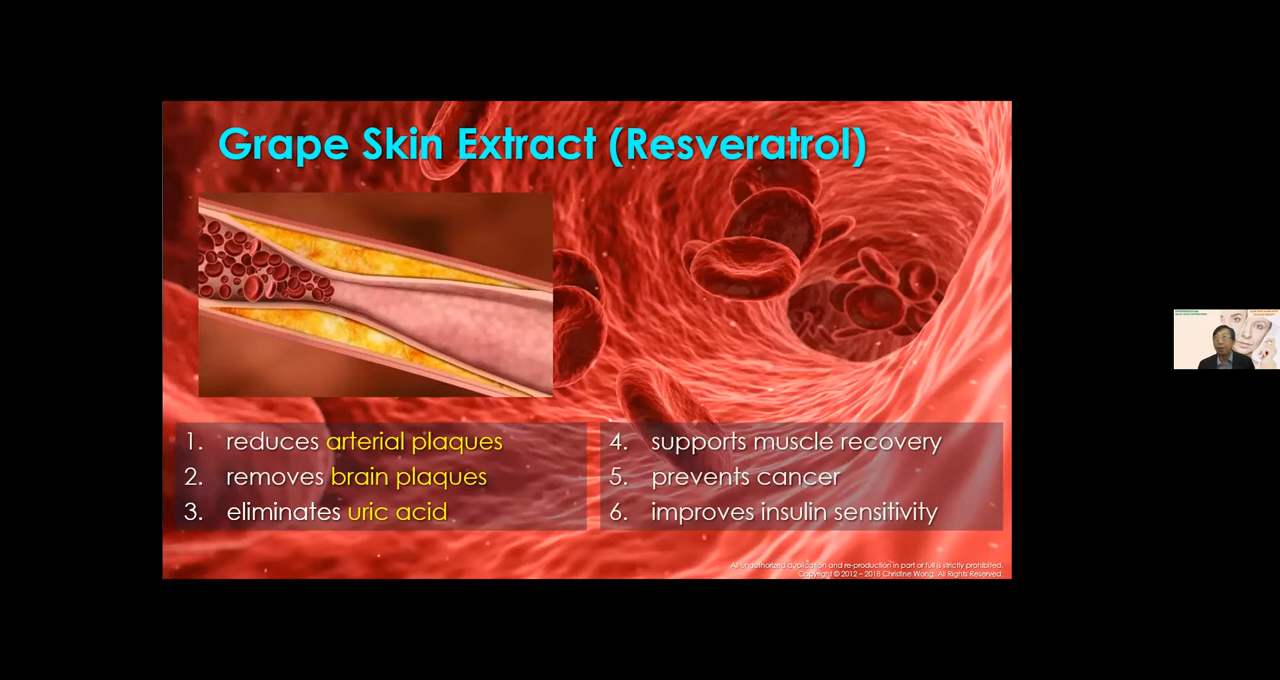 Grape Skin Extract (Resveratrol)
1. reduces arterial plaques
2. removes brain plaques
3. eliminates uric acid
4. supports muscle recovery
5. prevents cancer
6. improves insulin sensitivity
All unauthorized duplication and re-production in part or full is strictly prohibited.
Copyright © 2012 – 2018 Christine Wong. All Rights Reserved.